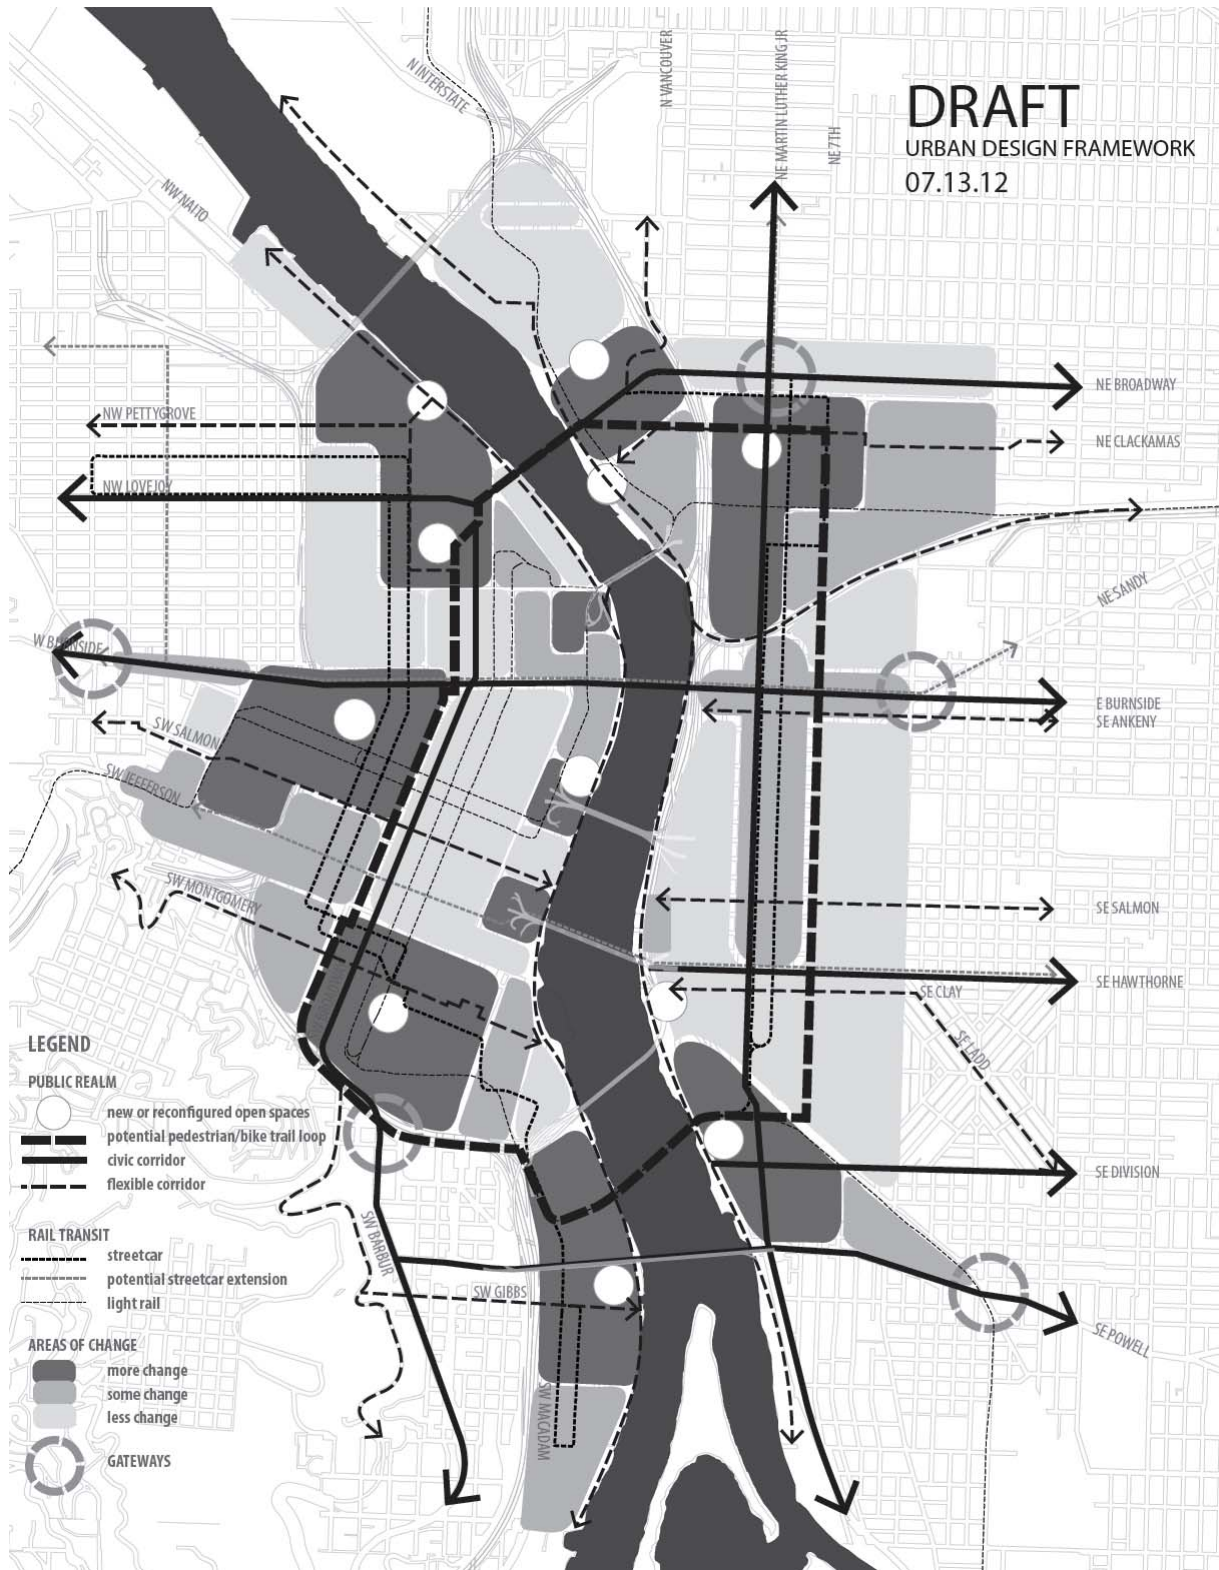 DRAFT
URBAN DESIGN FRAMEWORK
07.13.12
N INTERSTATE
N VANCOUVER
NE MARTIN LUTHER KING JR
NE 7TH
NW NAITO
NE BROADWAY
NW PETTYGROVE
NE CLACKAMAS
NW LOVEJOY
NE SANDY
W BURNSIDE
E BURNSIDE
SE ANKENY
SW SALMON
SW JEFFERSON
SW MONTGOMERY
SE SALMON
SE HAWTHORNE
SE CLAY
SE LADD
SE DIVISION
SW BARBUR
SW GIBBS
SE POWELL
SW MACADAM
LEGEND
PUBLIC REALM
new or reconfigured open spaces
potential pedestrian/bike trail loop
civic corridor
flexible corridor
RAIL TRANSIT
streetcar
potential streetcar extension
light rail
AREAS OF CHANGE
more change
some change
less change
GATEWAYS